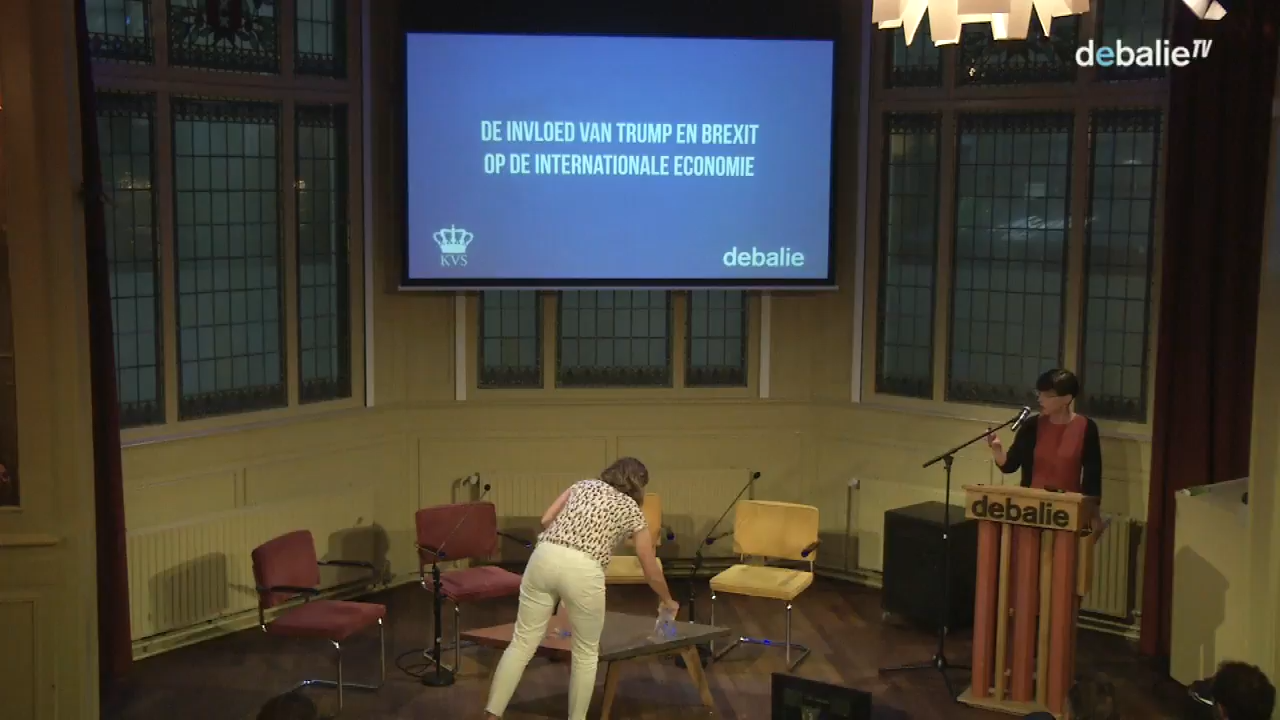 debalieTV
DE INVLOED VAN TRUMP EN BREXIT
OP DE INTERNATIONALE ECONOMIE
KVS
debalie
debalie